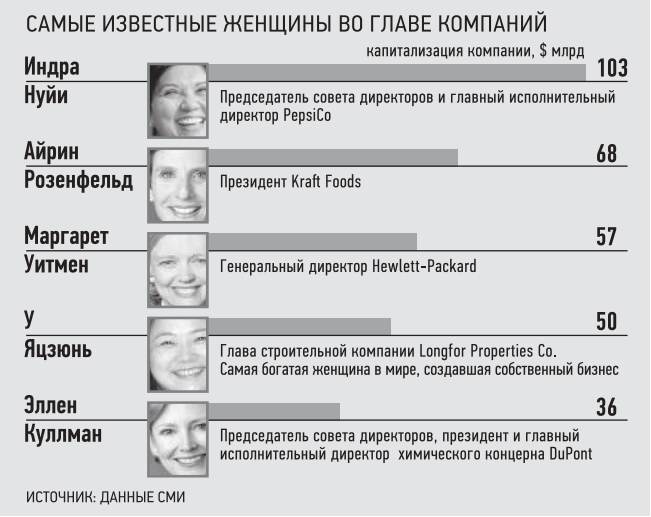 САМЫЕ ИЗВЕСТНЫЕ ЖЕНЩИНЫ ВО ГЛАВЕ КОМПАНИЙ
капитализация компании, $ млрд
Индра
103
Нуйи
Председатель совета директоров и главный исполнительный
директор PepsiCo
Айрин
68
Розенфельд
Президент Kraft Foods
Маргарет
57
Уитмен
Генеральный директор Hewlett-Packard
У
50
Яцзюнь
Глава строительной компании Longfor Properties Co.
Самая богатая женщина в мире, создавшая собственный бизнес
Эллен
36
Куллман
Председатель совета директоров, президент и главный
исполнительный директор химического концерна DuPont
ИСТОЧНИК: ДАННЫЕ СМИ